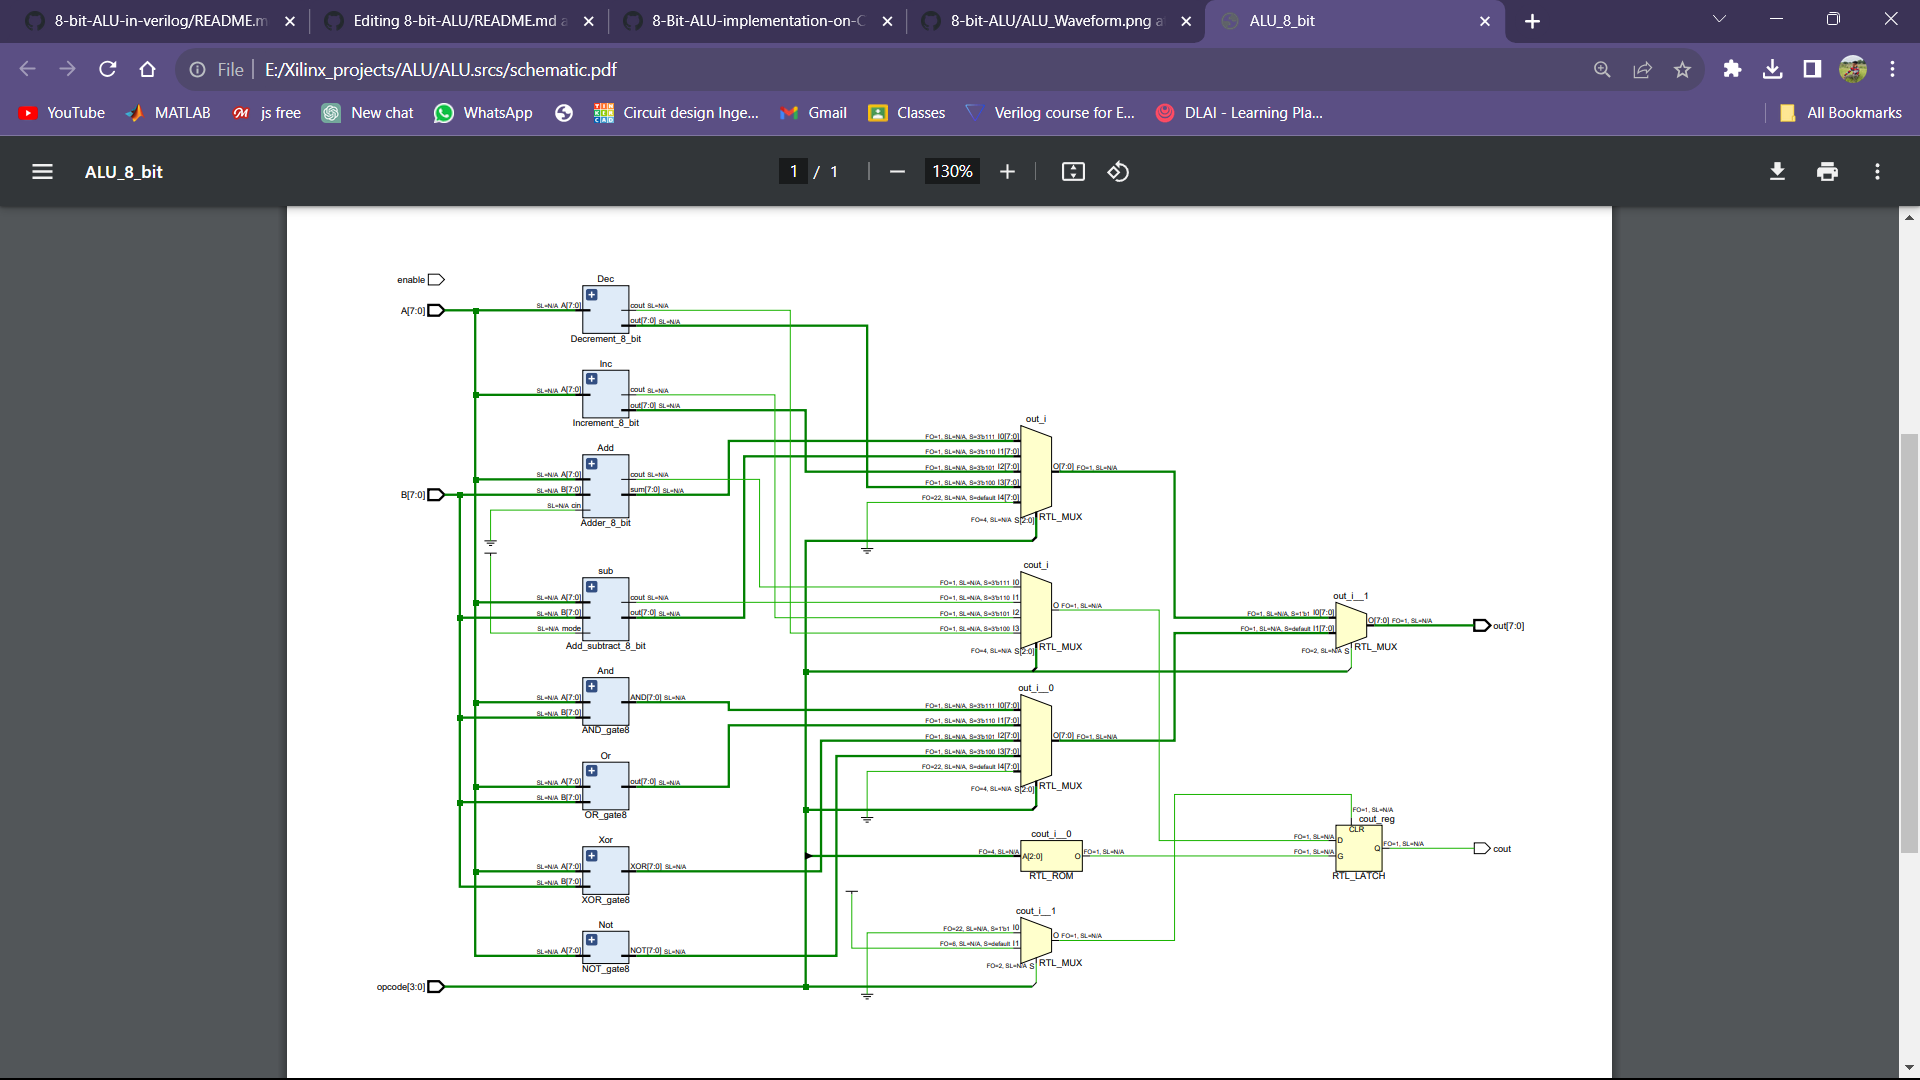 8-bit-ALU-in-verilog/README.m
Editing 8-bit-ALU/README.md a
8-Bit-ALU-implementation-on-C
8-bit-ALU/ALU_Waveform.png a
ALU_8_bit
File
E:/Xilinx_projects/ALU/ALU.srcs/schematic.pdf
YouTube
MATLAB
js free
New chat
WhatsApp
Circuit design Inge...
Gmail
Classes
Verilog course for E...
DLAI - Learning Pla...
All Bookmarks
ALU_8_bit
1 / 1
130%
enable
A[7:0]
B[7:0]
opcode[3:0]
Dec
SL=N/A A[7:0]
cout SL=N/A
out[7:0] SL=N/A
Decrement_8_bit
Inc
SL=N/A A[7:0]
cout SL=N/A
out[7:0] SL=N/A
Increment_8_bit
Add
SL=N/A A[7:0]
SL=N/A B[7:0]
SL=N/A cin
cout SL=N/A
sum[7:0] SL=N/A
Adder_8_bit
sub
SL=N/A A[7:0]
SL=N/A B[7:0]
SL=N/A mode
cout SL=N/A
out[7:0] SL=N/A
Add_subtract_8_bit
And
SL=N/A A[7:0]
SL=N/A B[7:0]
AND[7:0] SL=N/A
AND_gate8
Or
SL=N/A A[7:0]
SL=N/A B[7:0]
out[7:0] SL=N/A
OR_gate8
Xor
SL=N/A A[7:0]
SL=N/A B[7:0]
XOR[7:0] SL=N/A
XOR_gate8
Not
SL=N/A A[7:0]
NOT[7:0] SL=N/A
NOT_gate8
out_i
FO=1, SL=N/A, S=3'b111 I0[7:0]
FO=1, SL=N/A, S=3'b110 I1[7:0]
FO=1, SL=N/A, S=3'b101 I2[7:0]
FO=1, SL=N/A, S=3'b100 I3[7:0]
FO=22, SL=N/A, S=default I4[7:0]
FO=4, SL=N/A S[2:0]
O[7:0] FO=1, SL=N/A
RTL_MUX
cout_i
FO=1, SL=N/A, S=3'b111 I0
FO=1, SL=N/A, S=3'b110 I1
FO=1, SL=N/A, S=3'b101 I2
FO=1, SL=N/A, S=3'b100 I3
FO=4, SL=N/A S[2:0]
O FO=1, SL=N/A
RTL_MUX
out_i__0
FO=1, SL=N/A, S=3'b111 I0[7:0]
FO=1, SL=N/A, S=3'b110 I1[7:0]
FO=1, SL=N/A, S=3'b101 I2[7:0]
FO=1, SL=N/A, S=3'b100 I3[7:0]
FO=22, SL=N/A, S=default I4[7:0]
FO=4, SL=N/A S[2:0]
O[7:0] FO=1, SL=N/A
RTL_MUX
cout_i__0
FO=4, SL=N/A A[2:0]
O FO=1, SL=N/A
RTL_ROM
cout_i__1
FO=22, SL=N/A, S=1'b1 I0
FO=6, SL=N/A, S=default I1
FO=2, SL=N/A S
O FO=1, SL=N/A
RTL_MUX
out_i__1
FO=1, SL=N/A, S=1'b1 I0[7:0]
FO=1, SL=N/A, S=default I1[7:0]
FO=2, SL=N/A S
O[7:0] FO=1, SL=N/A
RTL_MUX
out[7:0]
FO=1, SL=N/A
cout_reg
CLR
FO=1, SL=N/A D
FO=1, SL=N/A G
Q FO=1, SL=N/A
RTL_LATCH
cout